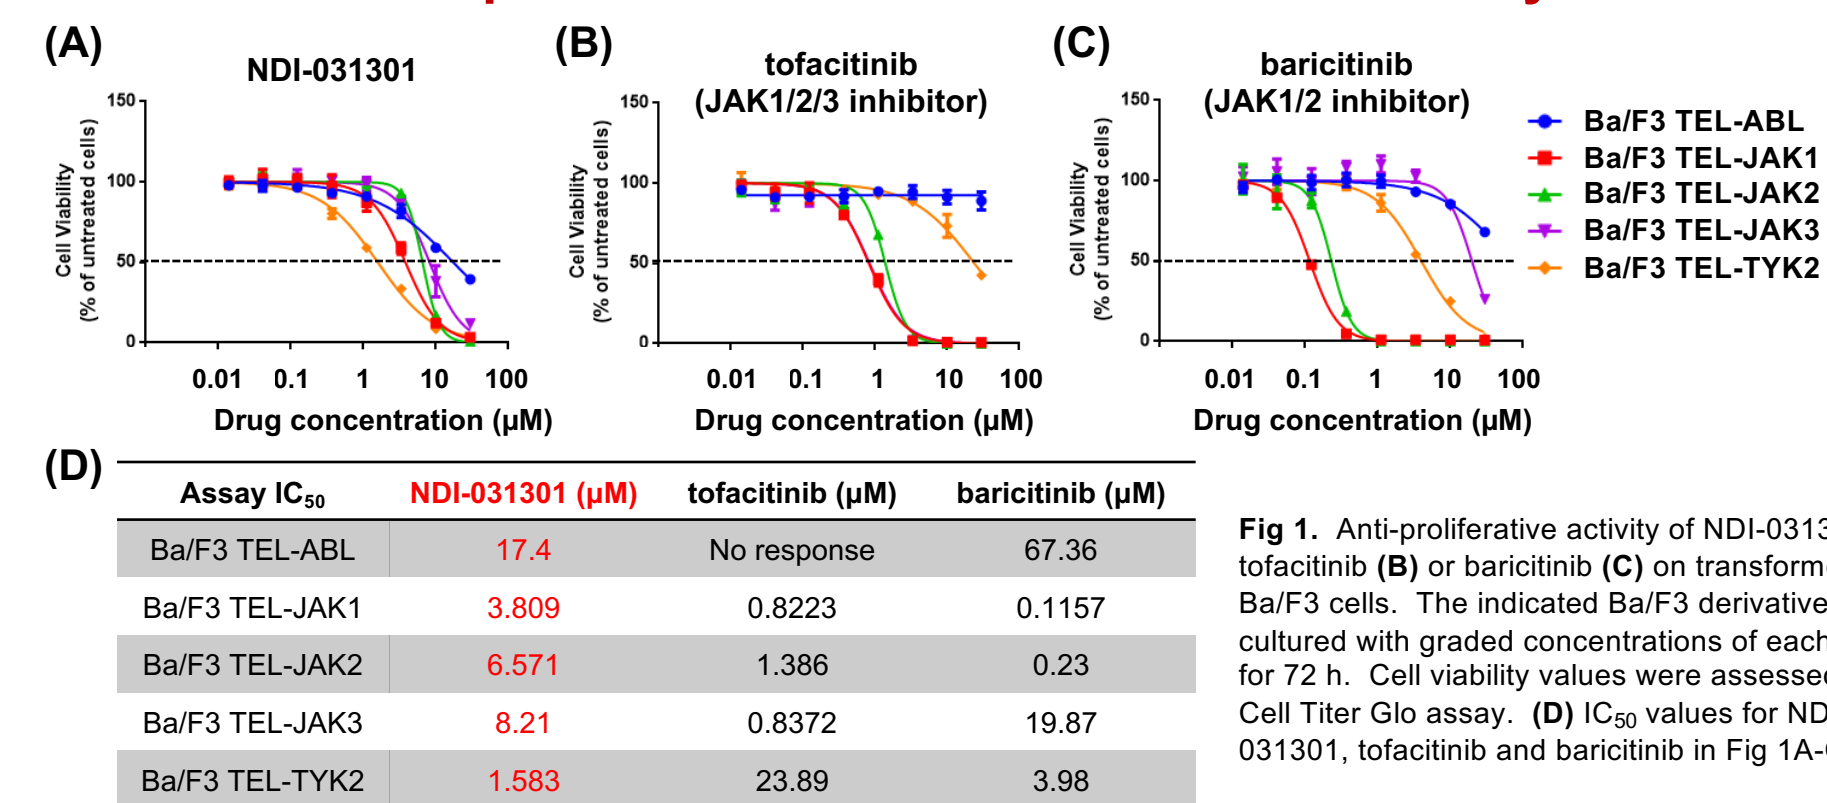 (A)
NDI-031301
150
100
50
0
Cell Viability
(% of untreated cells)
0.01 0.1 1 10 100
Drug concentration (µM)
(B)
tofacitinib
(JAK1/2/3 inhibitor)
150
100
50
0
Cell Viability
(% of untreated cells)
0.01 0.1 1 10 100
Drug concentration (µM)
(C)
baricitinib
(JAK1/2 inhibitor)
150
100
50
0
Cell Viability
(% of untreated cells)
0.01 0.1 1 10 100
Drug concentration (µM)
Ba/F3 TEL-ABL
Ba/F3 TEL-JAK1
Ba/F3 TEL-JAK2
Ba/F3 TEL-JAK3
Ba/F3 TEL-TYK2
(D)
Assay IC50 NDI-031301 (µM) tofacitinib (µM) baricitinib (µM)
Ba/F3 TEL-ABL 17.4 No response 67.36
Ba/F3 TEL-JAK1 3.809 0.8223 0.1157
Ba/F3 TEL-JAK2 6.571 1.386 0.23
Ba/F3 TEL-JAK3 8.21 0.8372 19.87
Ba/F3 TEL-TYK2 1.583 23.89 3.98
Fig 1. Anti-proliferative activity of NDI-0313
tofacitinib (B) or baricitinib (C) on transform
Ba/F3 cells. The indicated Ba/F3 derivative
cultured with graded concentrations of each
for 72 h. Cell viability values were assesse
Cell Titer Glo assay. (D) IC50 values for ND
031301, tofacitinib and baricitinib in Fig 1A-